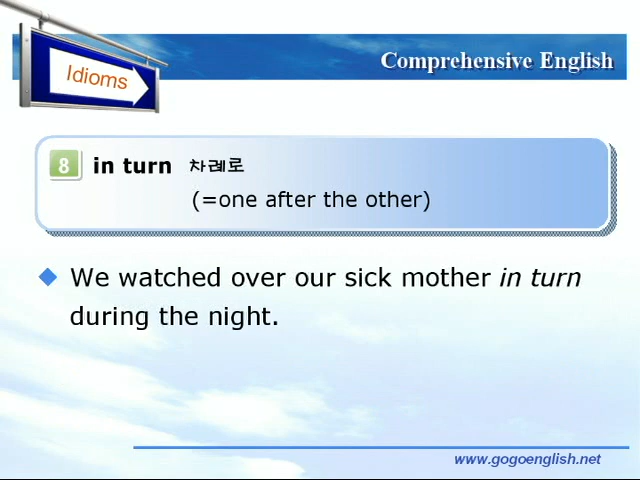 Idioms
Comprehensive English
8 in turn 차례로
(=one after the other)
We watched over our sick mother in turn
during the night.
www.gogoenglish.net